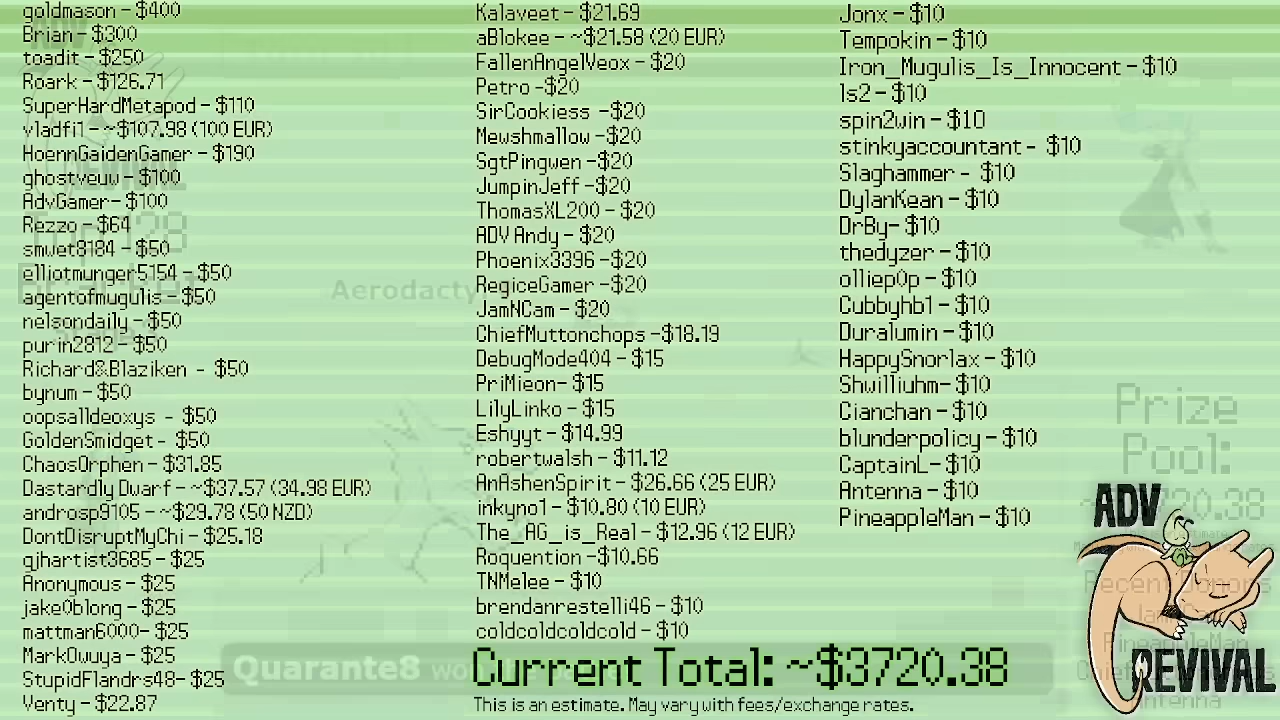 goldmason - $400
Brian - $300
toadit - $250
Roark - $126.71
SuperHardMetapod - $110
vladfi1 - ~$107.98 (100 EUR)
HoennGaidenGamer - $190
ghostveuw - $100
AdvGamer - $100
Rezzo - $64
smwet8184 - $50
elliotmunger5154 - $50
agentofmugulis - $50
nelsondaily - $50
purin2812 - $50
Richard&Blaziken - $50
bynum - $50
oopsalldeoxys - $50
GoldenSmidget - $50
ChaosOrphen - $31.85
Dastardly Dwarf - ~$37.57 (34.98 EUR)
androsp9105 - ~$29.78 (50 NZD)
DontDisruptMyChi - $25.18
gjhartist3685 - $25
Anonymous - $25
jake0blong - $25
mattman6000- $25
MarkOwuya - $25
StupidFlandrs48- $25
Venty - $22.87
Kalaveet - $21.69
aBlokee - ~$21.58 (20 EUR)
FallenAngelVeox - $20
Petro -$20
SirCookiess -$20
Mewshmallow -$20
SgtPingwen -$20
JumpinJeff -$20
ThomasXL200 - $20
ADV Andy - $20
Phoenix3396 -$20
RegiceGamer -$20
JamNCam - $20
ChiefMuttonchops -$18.19
DebugMode404 - $15
PriMieon- $15
LilyLinko - $15
Eshyyt - $14.99
robertwalsh - $11.12
AnAshenSpirit - $26.66 (25 EUR)
inkyno1 - $10.80 (10 EUR)
The_AG_is_Real - $12.96 (12 EUR)
Roquention -$10.66
TNMelee - $10
brendanrestelli46 - $10
coldcoldcoldcold - $10
Jonx - $10
Tempokin - $10
Iron_Mugulis_Is_Innocent - $10
ls2 - $10
spin2win - $10
stinkyaccountant - $10
Slaghammer - $10
DylanKean - $10
DrBy- $10
thedyzer - $10
olliep0p - $10
Cubbyhb1 - $10
Duralumin - $10
HappySnorlax - $10
Shwilliuhm- $10
Cianchan - $10
blunderpolicy - $10
CaptainL- $10
Antenna - $10
PineappleMan - $10
Current Total: ~$3720.38
This is an estimate. May vary with fees/exchange rates.
Aerodacty
Quarante8 wo
Prize
Pool:
720.38
Recent Donors
PineappleMan
Antenna
ADV
REVIVAL